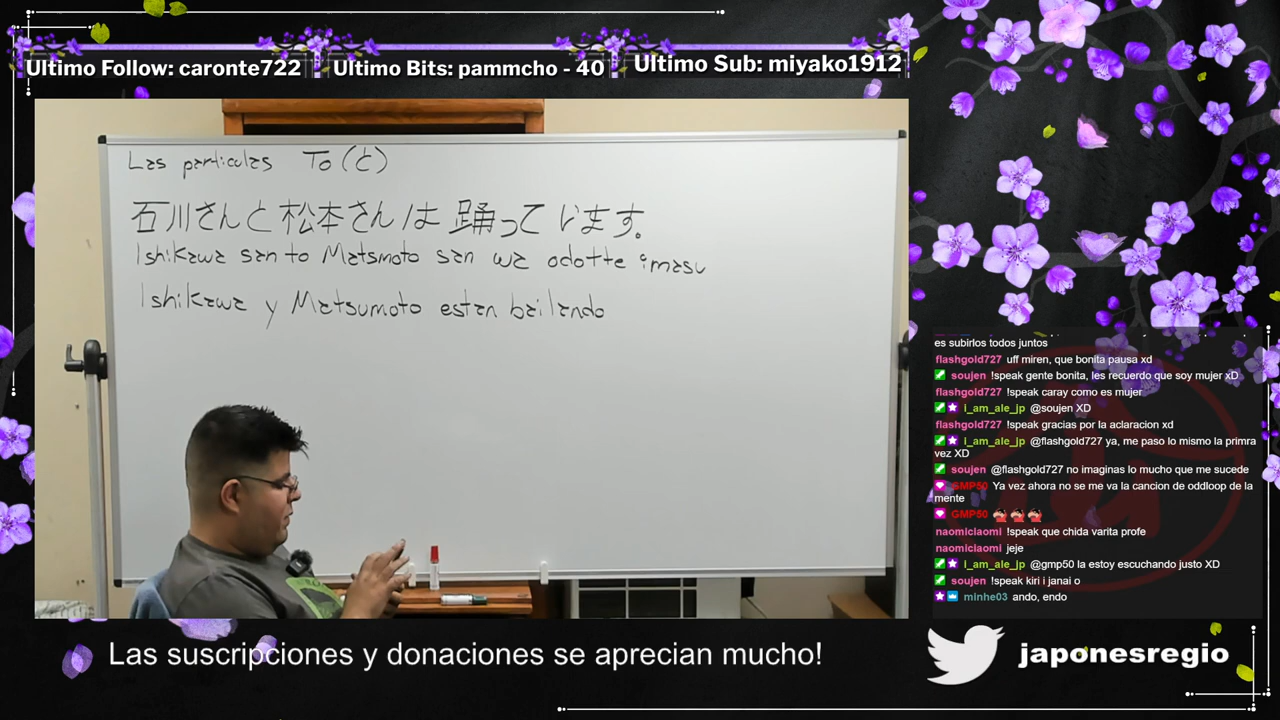 Ultimo Follow: caronte722
Ultimo Bits: pammcho - 40
Ultimo Sub: miyako1912
Las particulas To (と)
石川さんと松本さんは踊っています。
Ishikawa san to Matsmoto san wa odotte imasu
Ishikawa y Matsumoto estan bailando
es subirlos todos juntos
flashgold727 uff miren, que bonita pausa xd
soujen !speak gente bonita, les recuerdo que soy mujer xD
flashgold727 !speak caray como es mujer
i_am_ale_jp @soujen XD
flashgold727 !speak gracias por la aclaracion xd
i_am_ale_jp @flashgold727 ya, me paso lo mismo la primra
vez XD
soujen @flashgold727 no imaginas lo mucho que me sucede
GMP50 Ya vez ahora no se me va la cancion de oddloop de la
mente
GMP50
naomiciaomi !speak que chida varita profe
naomiciaomi jeje
i_am_ale_jp @gmp50 la estoy escuchando justo XD
soujen !speak kiri i janai o
minhe03 ando, endo
Las suscripciones y donaciones se aprecian mucho!
japonesregio